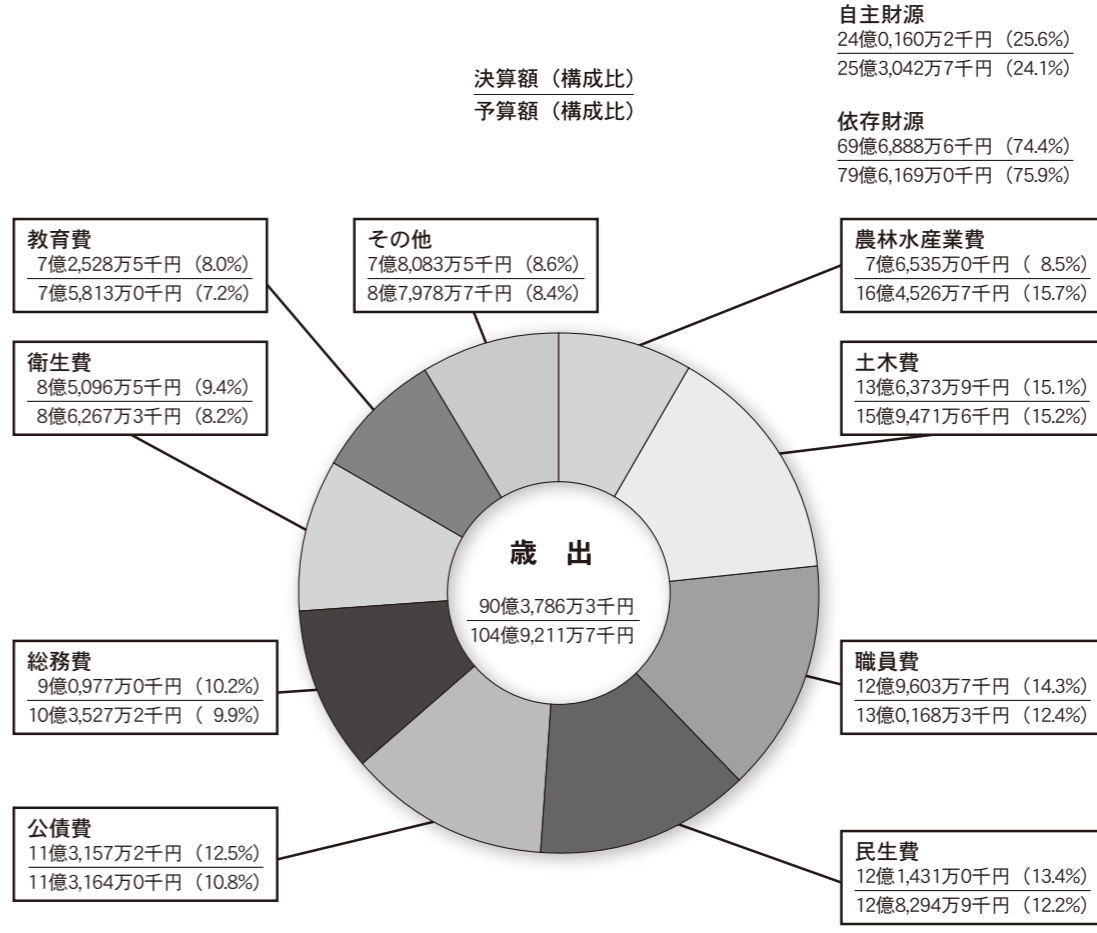 自主財源
24億0,160万2千円（25.6%）
25億3,042万7千円（24.1%）
決算額（構成比）
予算額（構成比）
依存財源
69億6,888万6千円（74.4%）
79億6,169万0千円（75.9%）
教育費
7億2,528万5千円（8.0%）
7億5,813万0千円（7.2%）
その他
7億8,083万5千円（8.6%）
8億7,978万7千円（8.4%）
農林水産業費
7億6,535万0千円（ 8.5%）
16億4,526万7千円（15.7%）
衛生費
8億5,096万5千円（9.4%）
8億6,267万3千円（8.2%）
土木費
13億6,373万9千円（15.1%）
15億9,471万6千円（15.2%）
歳 出
90億3,786万3千円
104億9,211万7千円
総務費
9億0,977万0千円（10.2%）
10億3,527万2千円（ 9.9%）
職員費
12億9,603万7千円（14.3%）
13億0,168万3千円（12.4%）
公債費
11億3,157万2千円（12.5%）
11億3,164万0千円（10.8%）
民生費
12億1,431万0千円（13.4%）
12億8,294万9千円（12.2%）